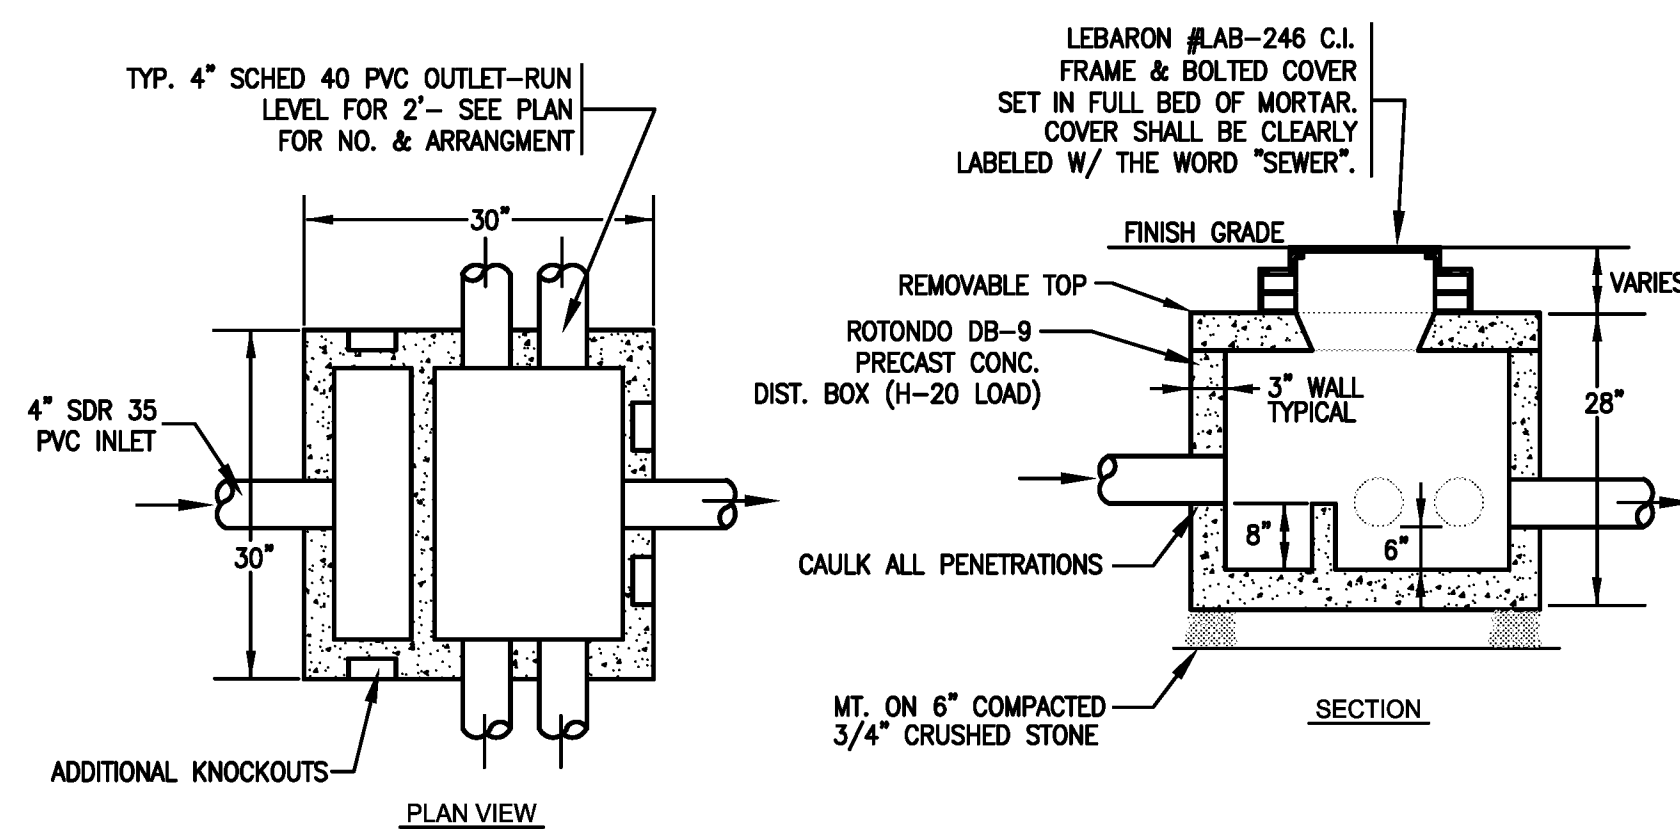 TYP. 4" SCHED 40 PVC OUTLET-RUN
LEVEL FOR 2'- SEE PLAN
FOR NO. & ARRANGMENT
30"
4" SDR 35
PVC INLET
30"
ADDITIONAL KNOCKOUTS
PLAN VIEW
LEBARON #LAB-246 C.I.
FRAME & BOLTED COVER
SET IN FULL BED OF MORTAR.
COVER SHALL BE CLEARLY
LABELED W/ THE WORD "SEWER".
FINISH GRADE
REMOVABLE TOP
VARIES
ROTONDO DB-9
PRECAST CONC.
DIST. BOX (H-20 LOAD)
3" WALL
TYPICAL
28"
8"
6"
CAULK ALL PENETRATIONS
MT. ON 6" COMPACTED
3/4" CRUSHED STONE
SECTION